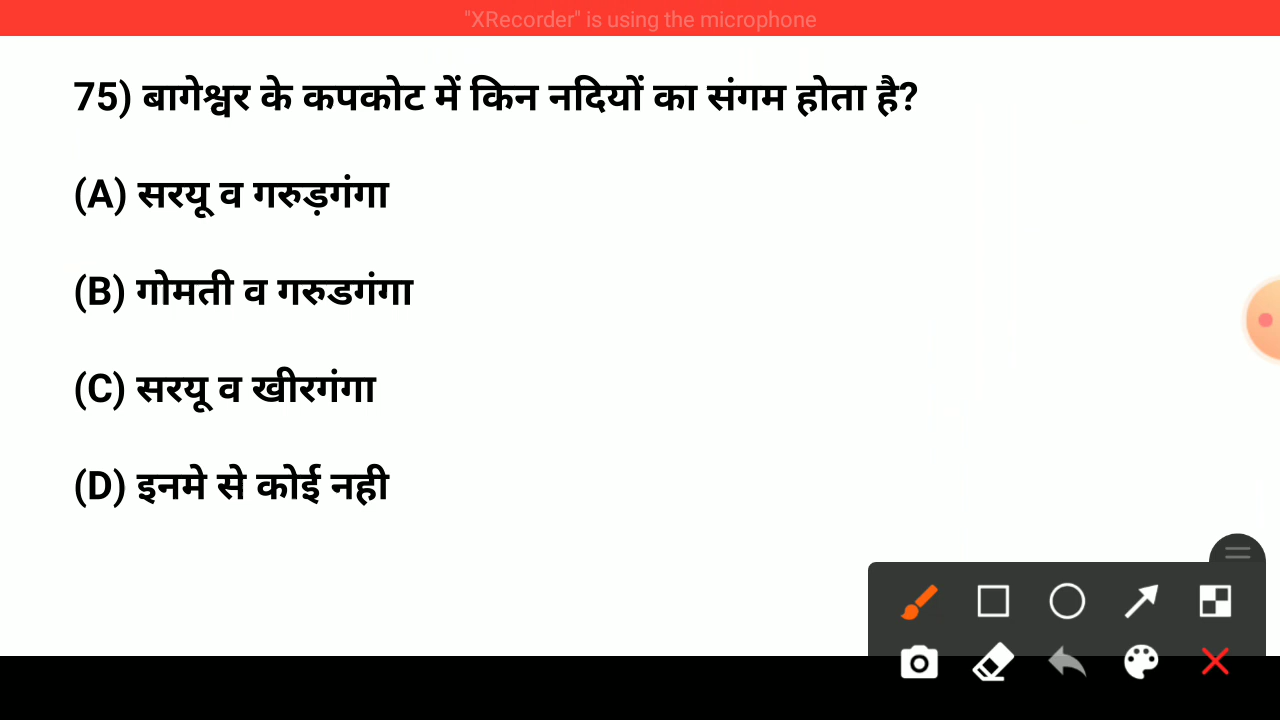 "XRecorder" is using the microphone
75) बागेश्वर के कपकोट में किन नदियों का संगम होता है?
(A) सरयू व गरुड़गंगा
(B) गोमती व गरुडगंगा
(C) सरयू व खीरगंगा
(D) इनमे से कोई नही